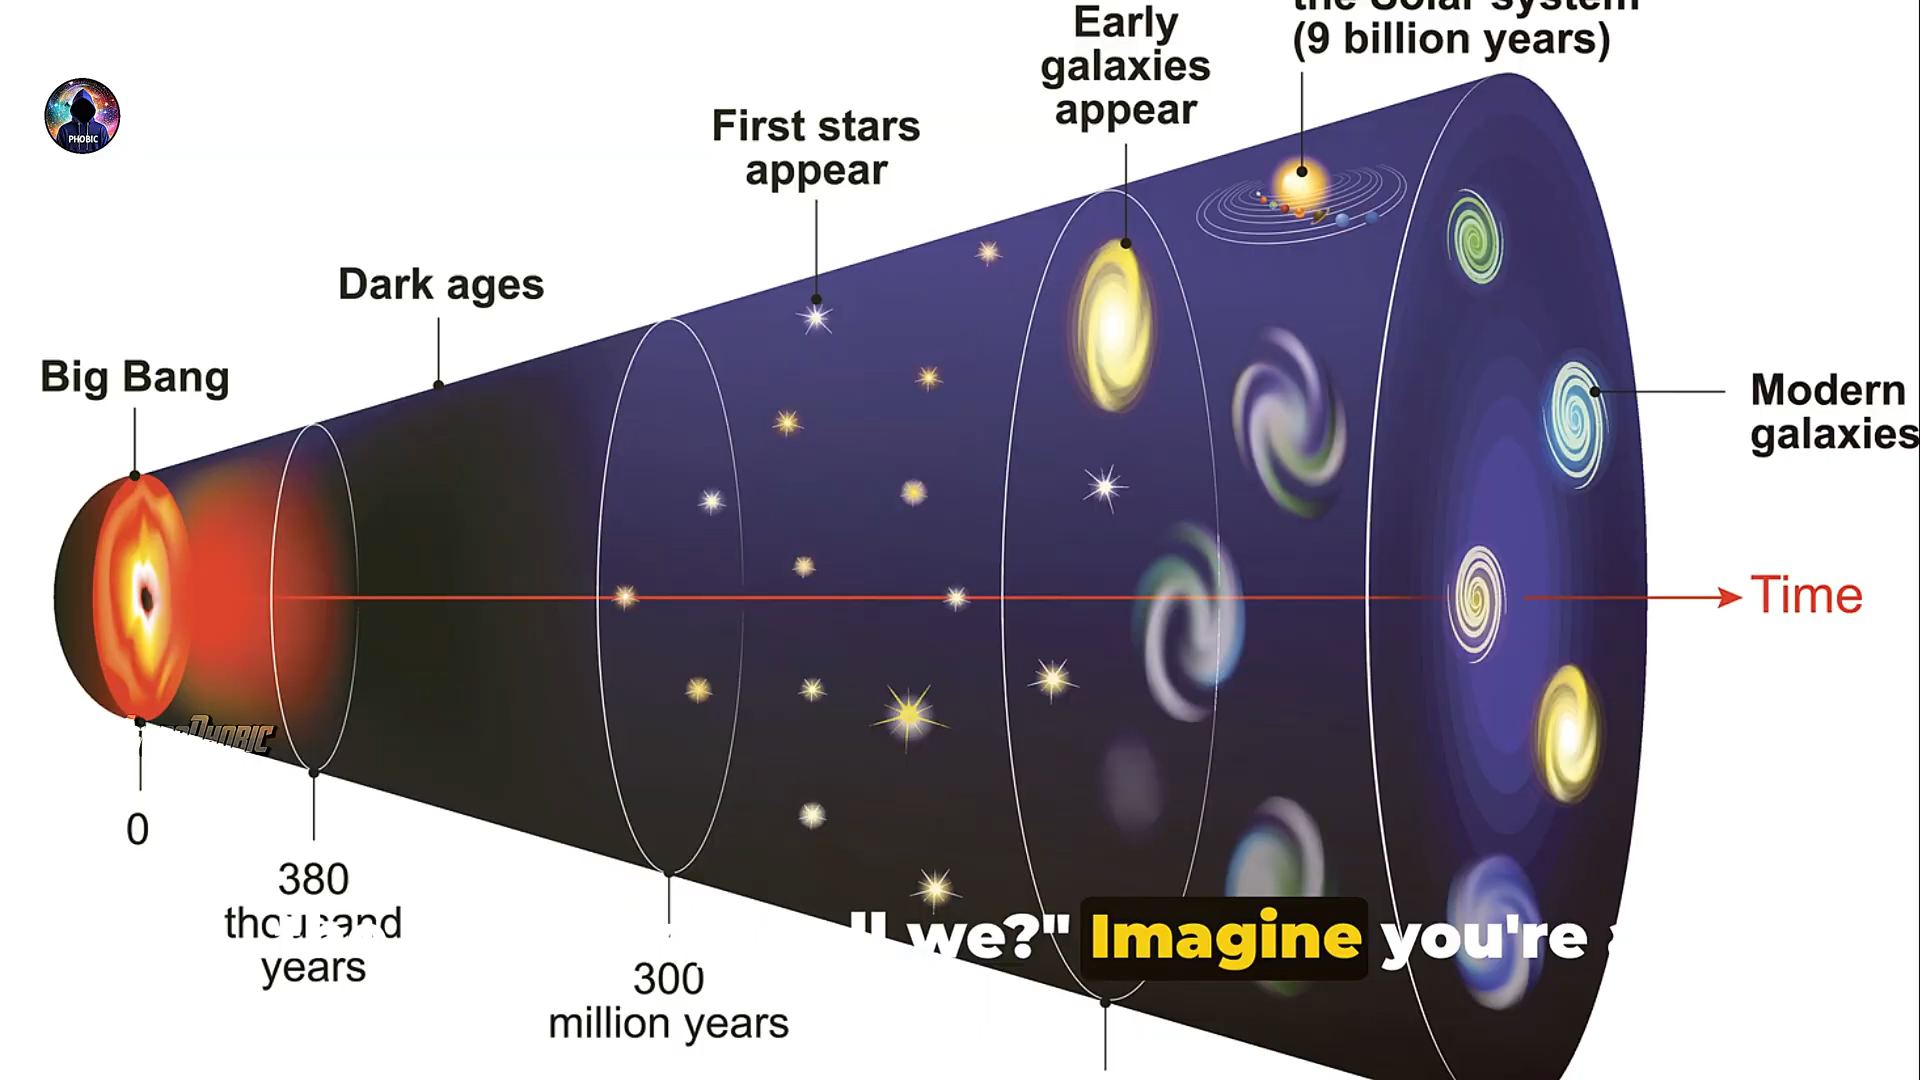 the Solar system
(9 billion years)
Early
galaxies
appear
First stars
appear
Dark ages
Big Bang
PHOBIC
Modern
galaxies
Time
0
380
thousand
years
300
million years
we?" Imagine you're